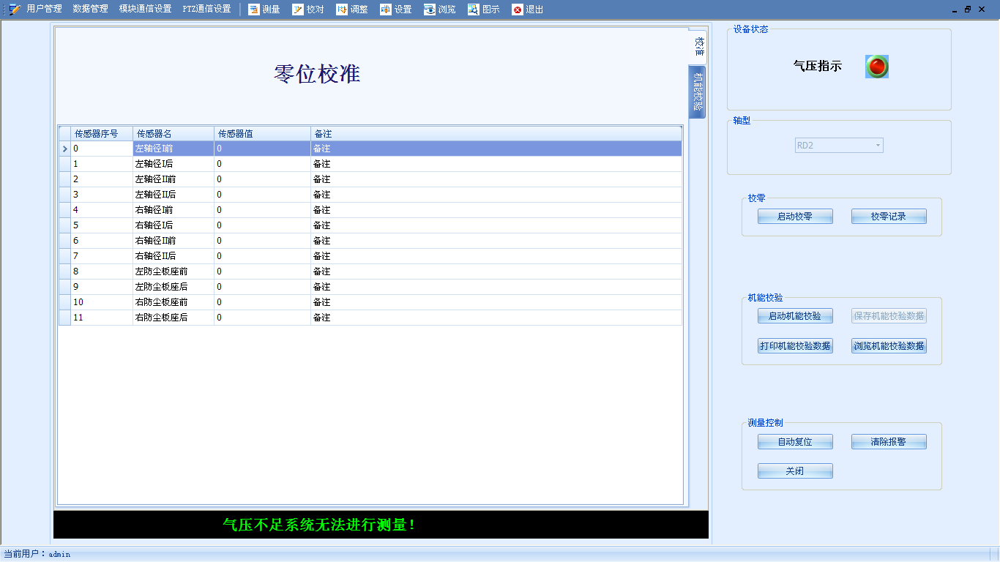 用户管理 数据管理 模块通信设置 PTZ通信设置 测量 校对 调整 设置 浏览 图示 退出
校准
机能校验
零位校准
传感器序号 传感器名 传感器值 备注
0 左轴径I前 0 备注
1 左轴径I后 0 备注
2 左轴径II前 0 备注
3 左轴径II后 0 备注
4 右轴径I前 0 备注
5 右轴径I后 0 备注
6 右轴径II前 0 备注
7 右轴径II后 0 备注
8 左防尘板座前 0 备注
9 左防尘板座后 0 备注
10 右防尘板座前 0 备注
11 右防尘板座后 0 备注
气压不足系统无法进行测量!
设备状态
气压指示
轴型
RD2
校零
启动校零 校零记录
机能校验
启动机能校验 保存机能校验数据
打印机能校验数据 浏览机能校验数据
测量控制
自动复位 清除报警
关闭
当前用户：admin